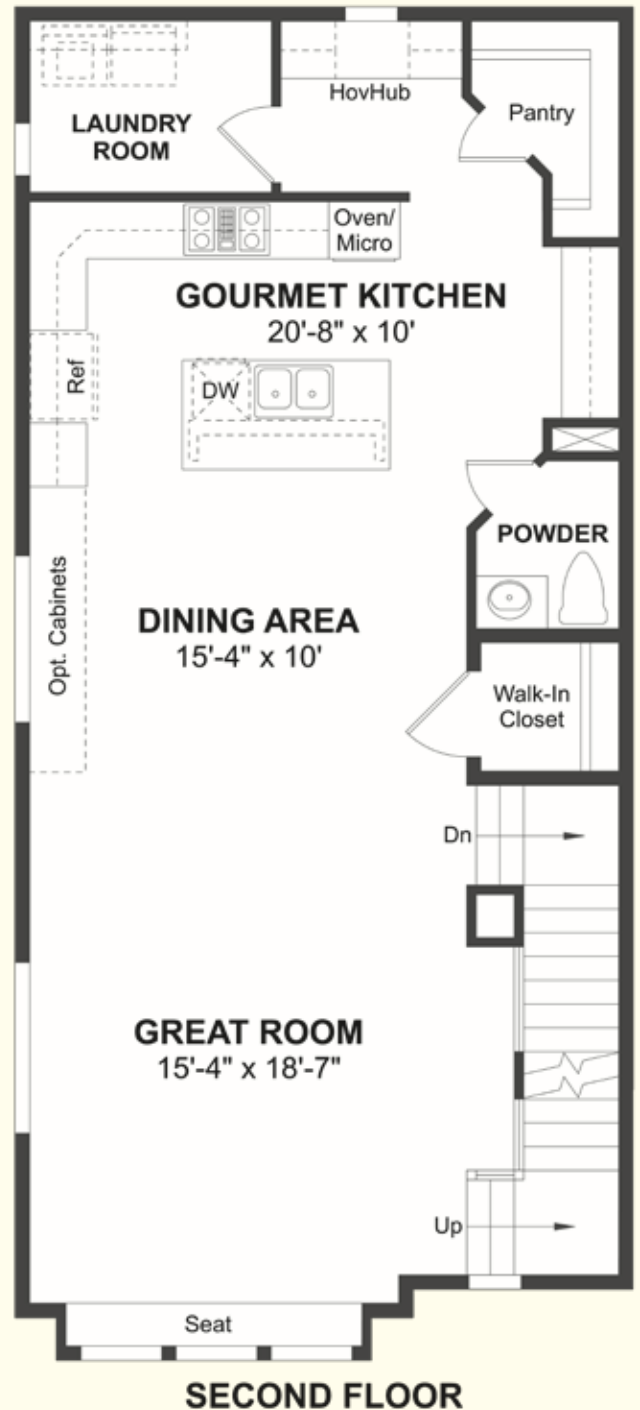 LAUNDRY
ROOM
HovHub
Pantry
Oven/
Micro
GOURMET KITCHEN
20'-8" x 10'
Ref
DW
POWDER
Opt. Cabinets
DINING AREA
15'-4" x 10'
Walk-In
Closet
Dn
GREAT ROOM
15'-4" x 18'-7"
Up
Seat
SECOND FLOOR